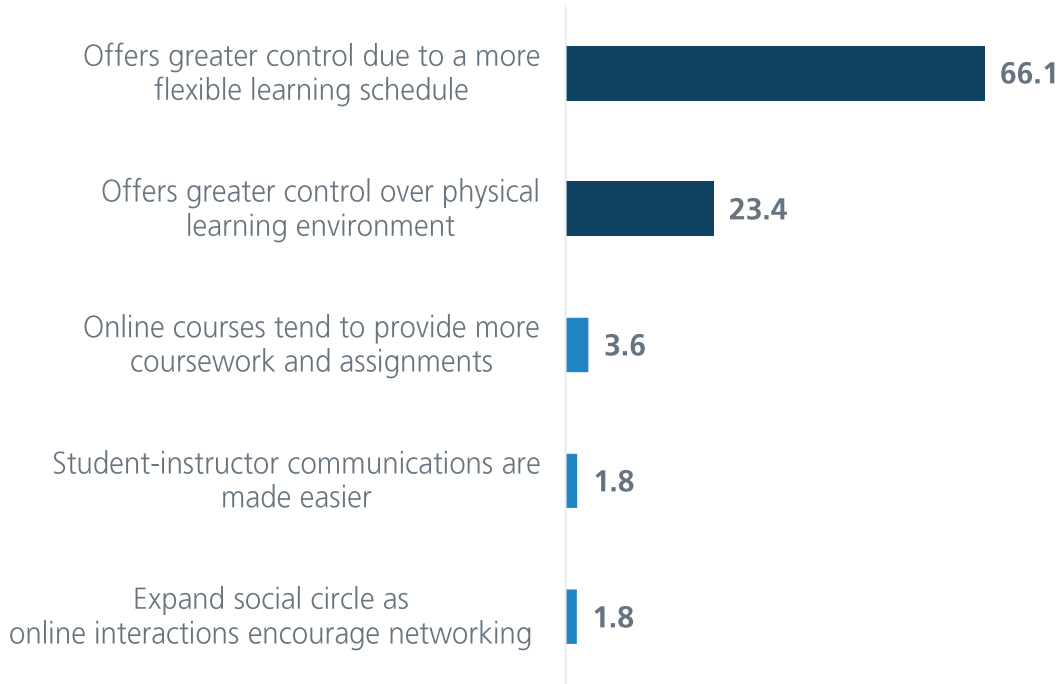 Offers greater control due to a more
flexible learning schedule
66.1
Offers greater control over physical
learning environment
23.4
Online courses tend to provide more
coursework and assignments
3.6
Student-instructor communications are
made easier
1.8
Expand social circle as
online interactions encourage networking
1.8